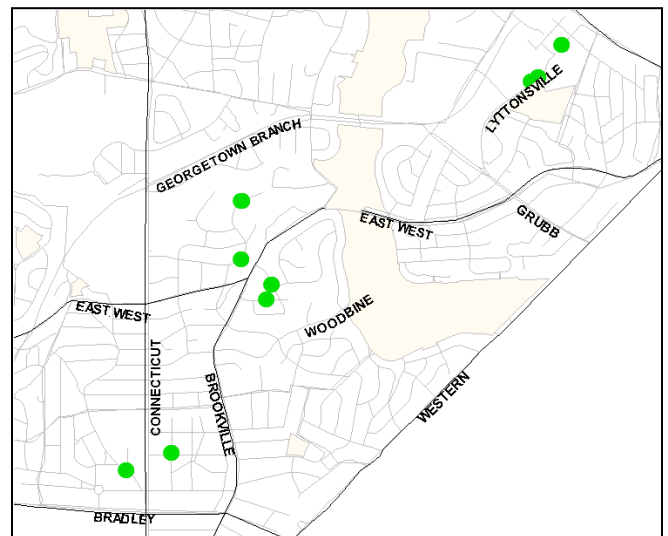 LYTTONSVILLE
GEORGETOWN BRANCH
EAST WEST
GRUBB
EAST WEST
WOODBINE
CONNECTICUT
BROOKVILLE
WESTERN
BRADLEY